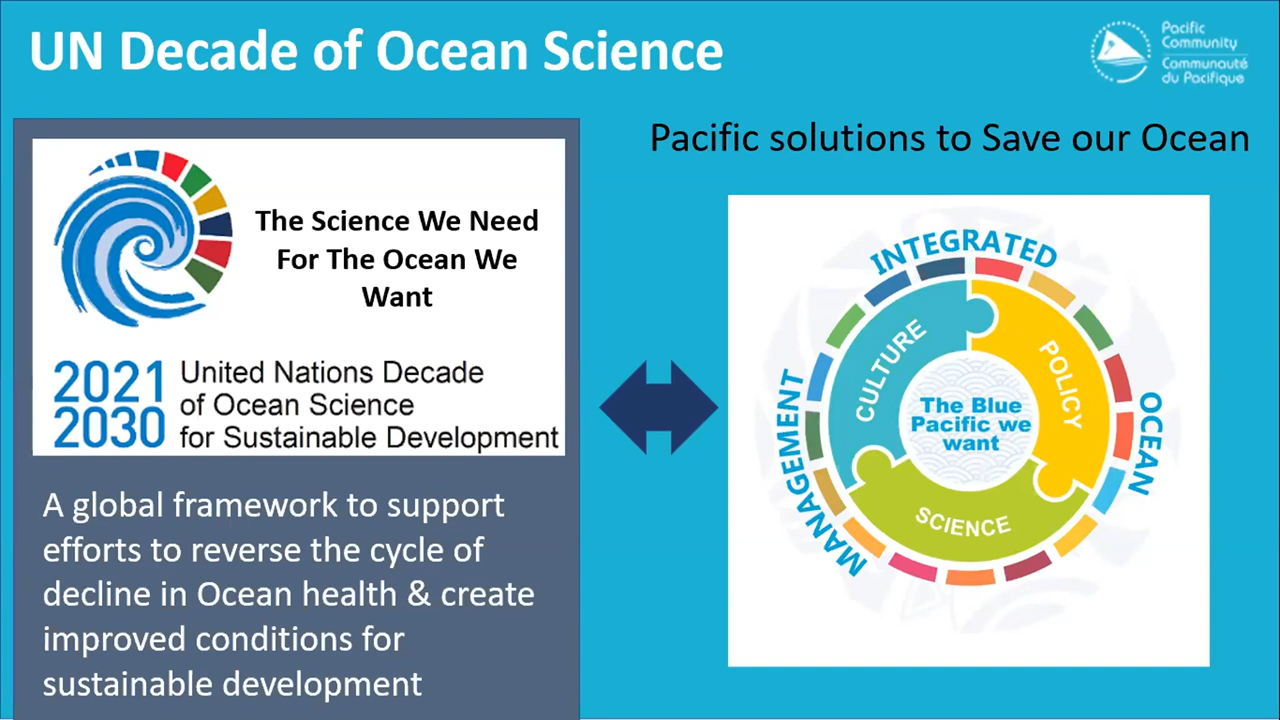 UN Decade of Ocean Science
Pacific
Community
Communauté
du Pacifique
The Science We Need
For The Ocean We
Want
2021
2030
United Nations Decade
of Ocean Science
for Sustainable Development
A global framework to support
efforts to reverse the cycle of
decline in Ocean health & create
improved conditions for
sustainable development
Pacific solutions to Save our Ocean
INTEGRATED
OCEAN
MANAGEMENT
CULTURE
POLICY
SCIENCE
The Blue
Pacific we
want